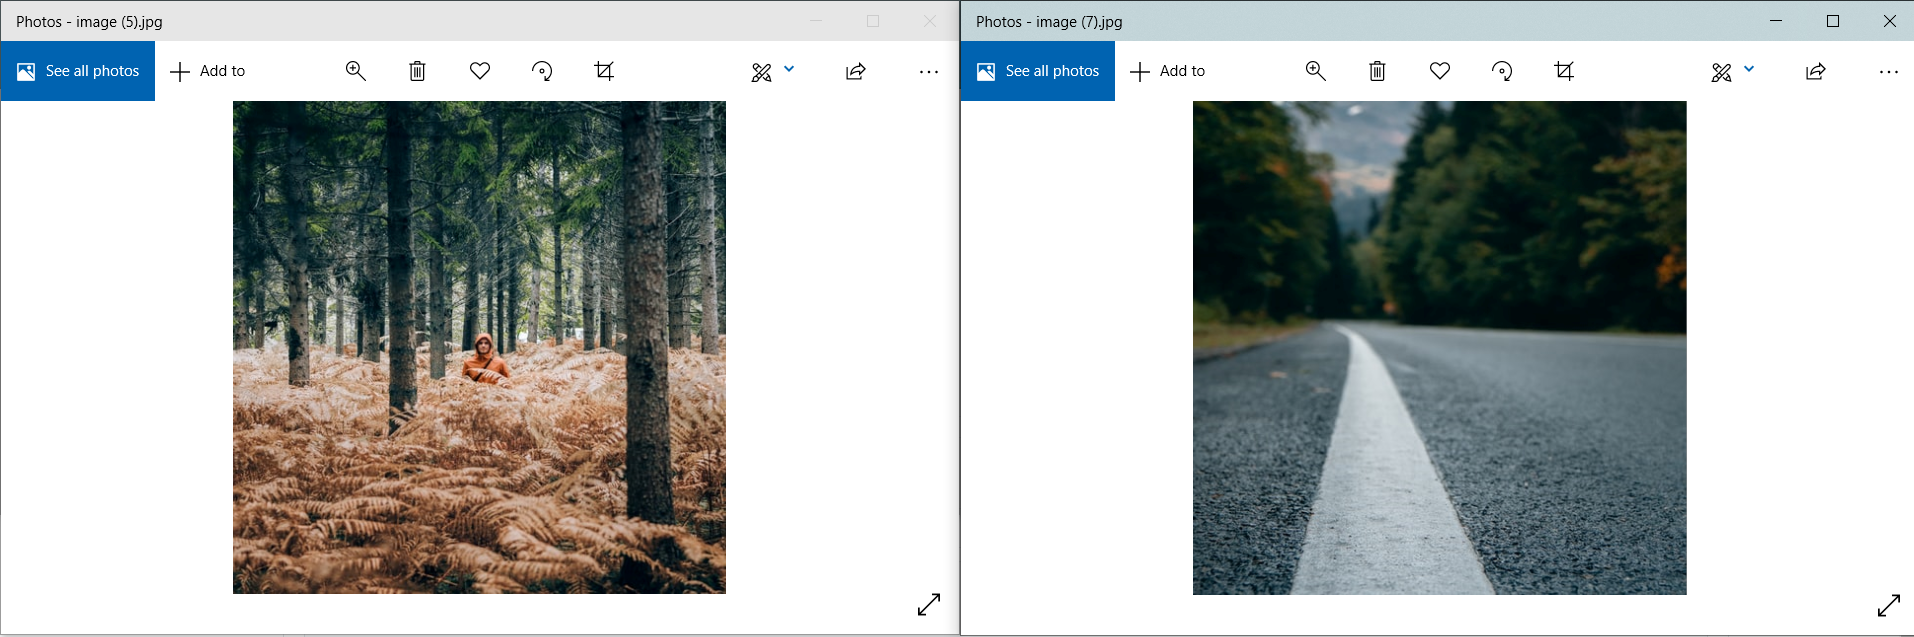 Photos - image (5).jpg
See all photos
Add to
Photos - image (7).jpg
See all photos
Add to